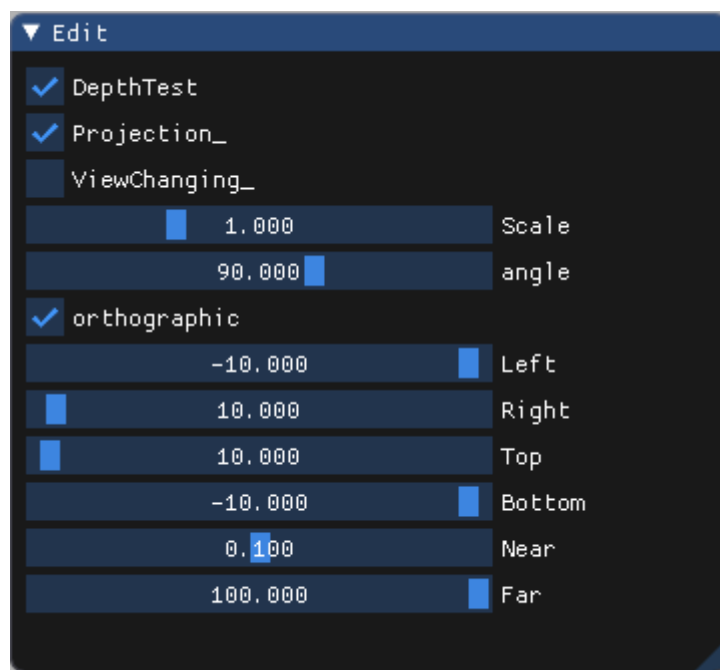 Edit
DepthTest
Projection_
ViewChanging_
1.000 Scale
90.000 angle
orthographic
-10.000 Left
10.000 Right
10.000 Top
-10.000 Bottom
0.100 Near
100.000 Far